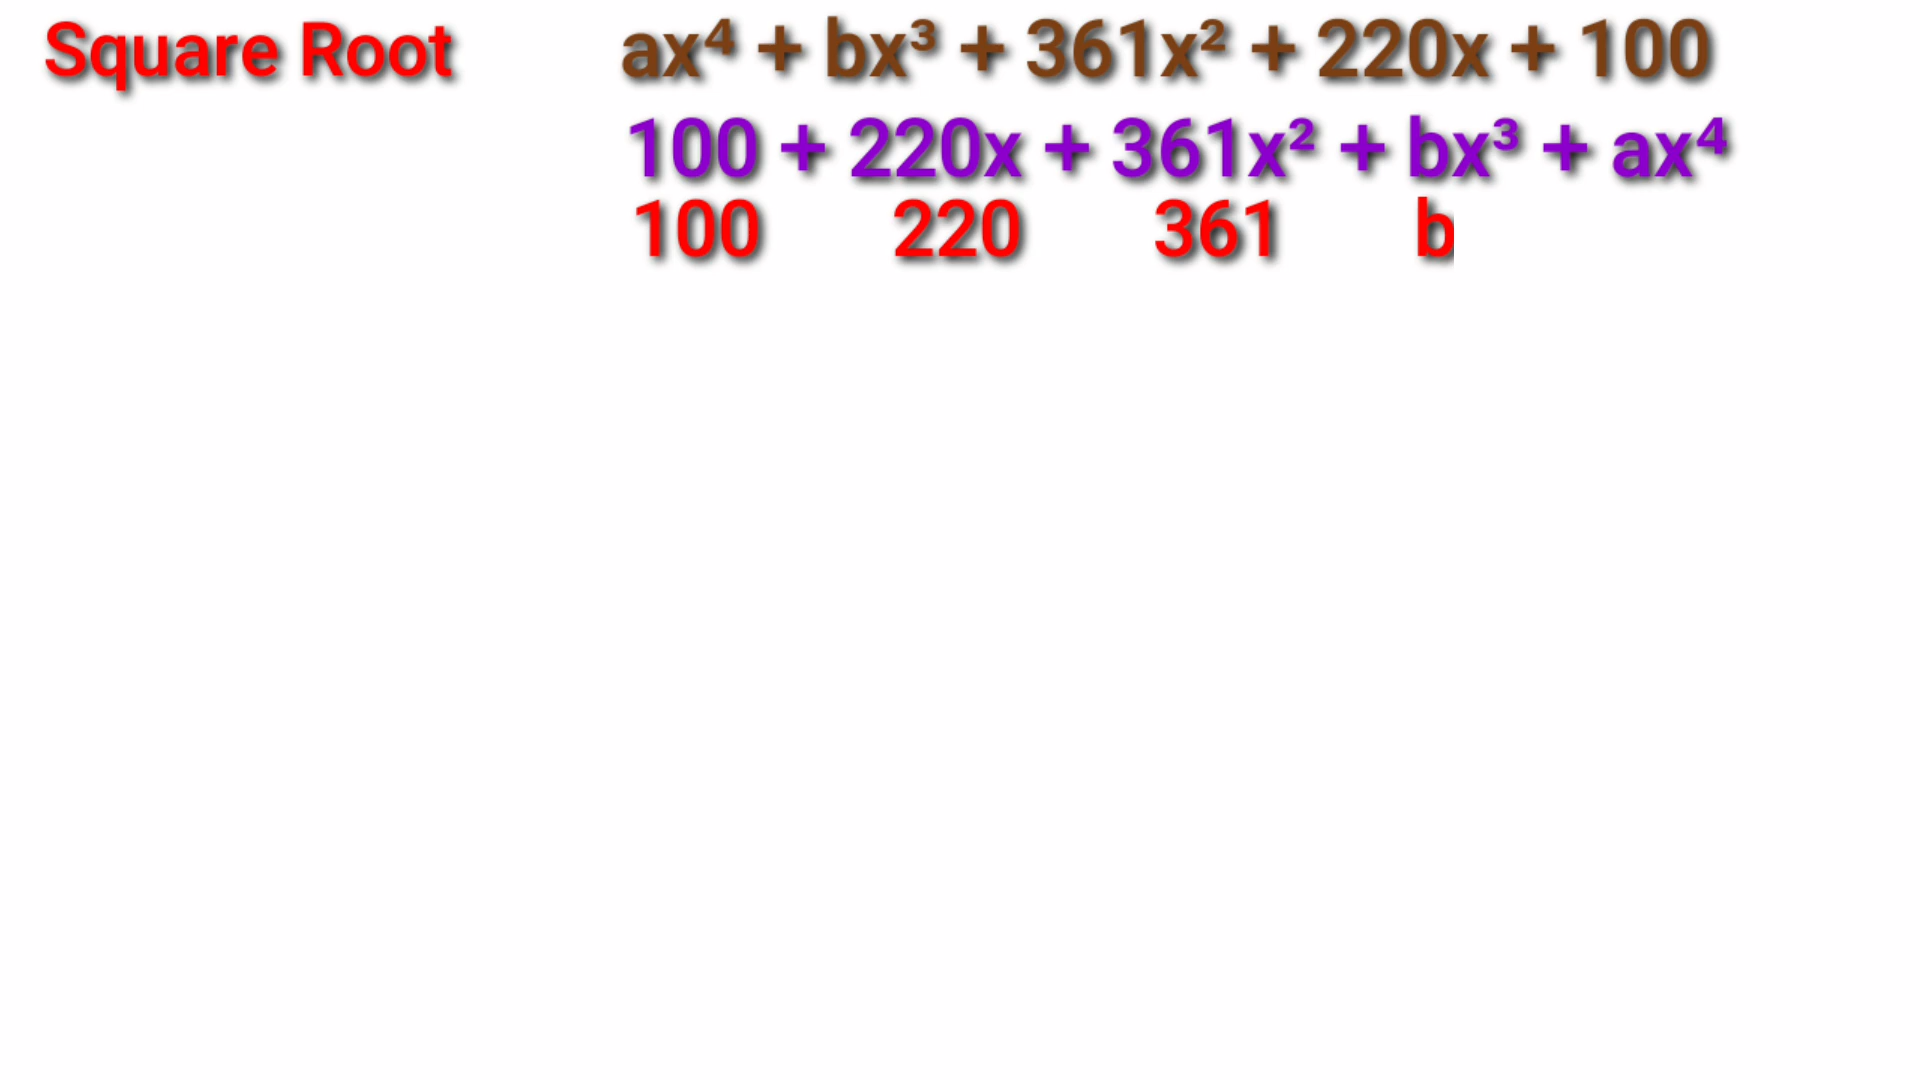 Square Root ax⁴ + bx³ + 361x² + 220x + 100
100 + 220x + 361x² + bx³ + ax⁴
100 220 361 b